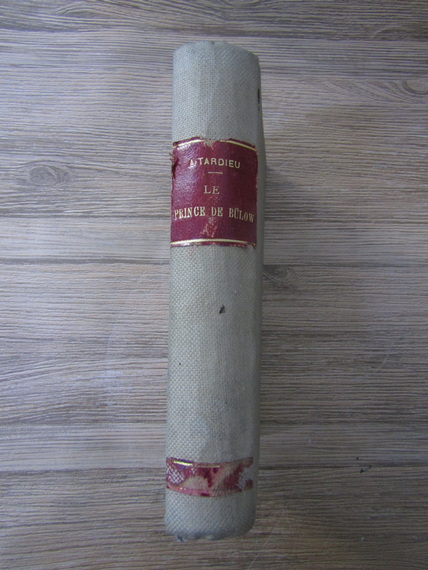 A. TARDIEU
LE
PRINCE DE BÜLOW